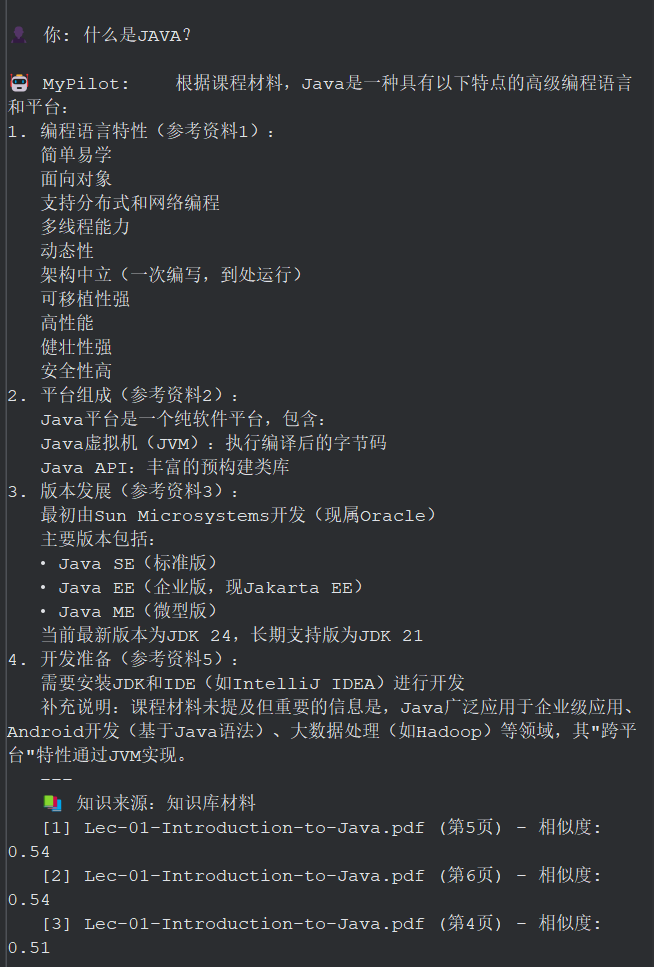 你: 什么是JAVA?
MyPilot: 根据课程材料，Java是一种具有以下特点的高级编程语言
和平台：
1. 编程语言特性（参考资料1）：
简单易学
面向对象
支持分布式和网络编程
多线程能力
动态性
架构中立（一次编写，到处运行）
可移植性强
高性能
健壮性强
安全性高
2. 平台组成（参考资料2）：
Java平台是一个纯软件平台，包含：
Java虚拟机（JVM）：执行编译后的字节码
Java API：丰富的预构建类库
3. 版本发展（参考资料3）：
最初由Sun Microsystems开发（现属Oracle）
主要版本包括：
• Java SE（标准版）
• Java EE（企业版，现Jakarta EE）
• Java ME（微型版）
当前最新版本为JDK 24，长期支持版为JDK 21
4. 开发准备（参考资料5）：
需要安装JDK和IDE（如IntelliJ IDEA）进行开发
补充说明：课程材料未提及但重要的信息是，Java广泛应用于企业级应用、
Android开发（基于Java语法）、大数据处理（如Hadoop）等领域，其"跨平
台"特性通过JVM实现。
---
知识来源：知识库材料
[1] Lec-01-Introduction-to-Java.pdf (第5页) - 相似度:
0.54
[2] Lec-01-Introduction-to-Java.pdf (第6页) - 相似度:
0.54
[3] Lec-01-Introduction-to-Java.pdf (第4页) - 相似度:
0.51